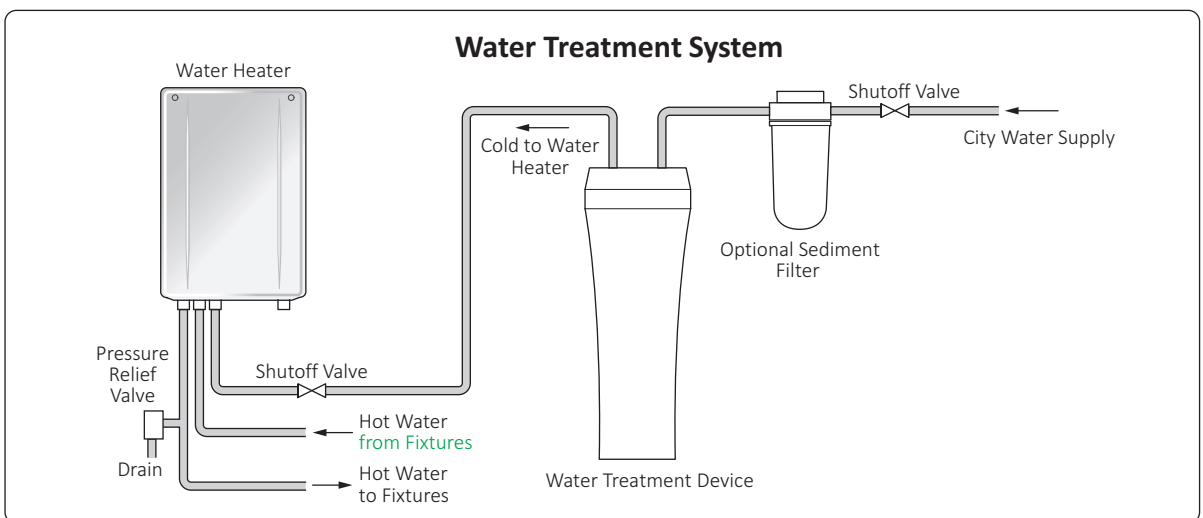 Water Treatment System
Water Heater
Shutoff Valve
City Water Supply
Cold to Water
Heater
Optional Sediment
Filter
Pressure
Relief
Valve
Shutoff Valve
Hot Water
from Fixtures
Drain
Hot Water
to Fixtures
Water Treatment Device